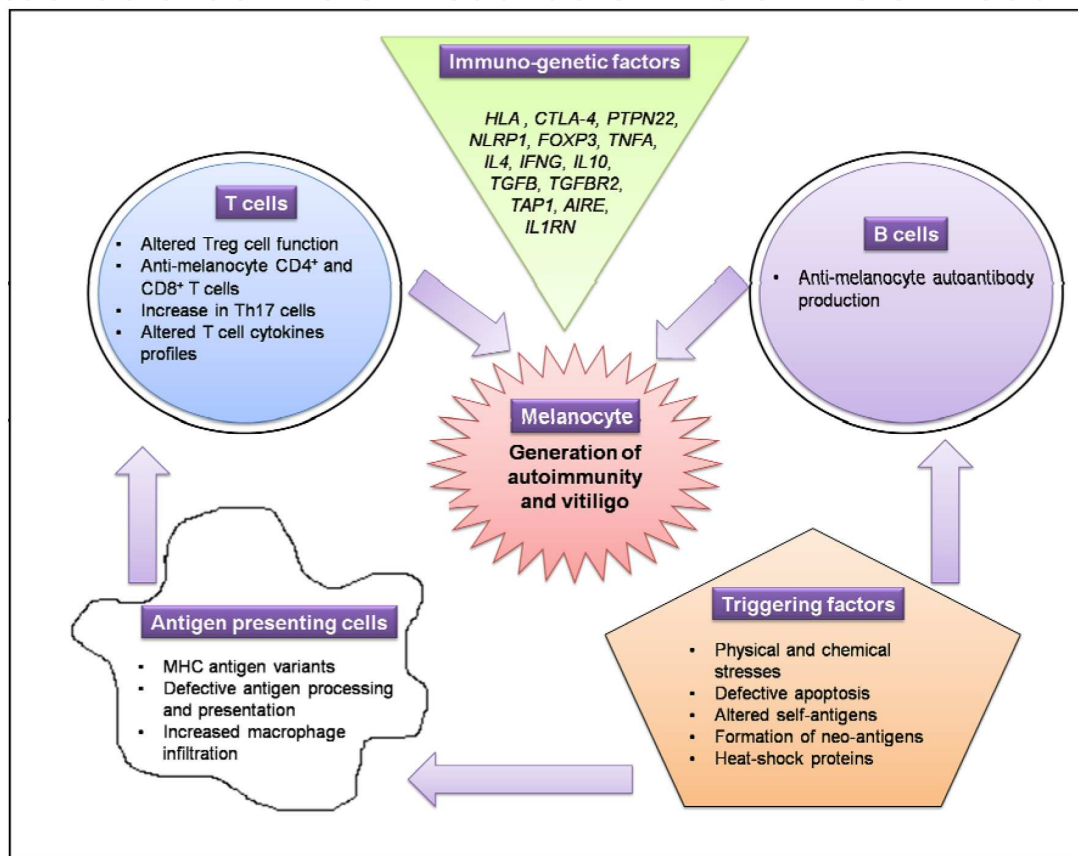 Immuno-genetic factors
HLA , CTLA-4, PTPN22,
NLRP1, FOXP3, TNFA,
IL4, IFNG, IL10,
TGFB, TGFBR2,
TAP1, AIRE,
IL1RN
T cells
• Altered Treg cell function
• Anti-melanocyte CD4⁺ and
CD8⁺ T cells
• Increase in Th17 cells
• Altered T cell cytokines
profiles
B cells
• Anti-melanocyte autoantibody
production
Melanocyte
Generation of
autoimmunity
and vitiligo
Antigen presenting cells
• MHC antigen variants
• Defective antigen processing
and presentation
• Increased macrophage
infiltration
Triggering factors
• Physical and chemical
stresses
• Defective apoptosis
• Altered self-antigens
• Formation of neo-antigens
• Heat-shock proteins